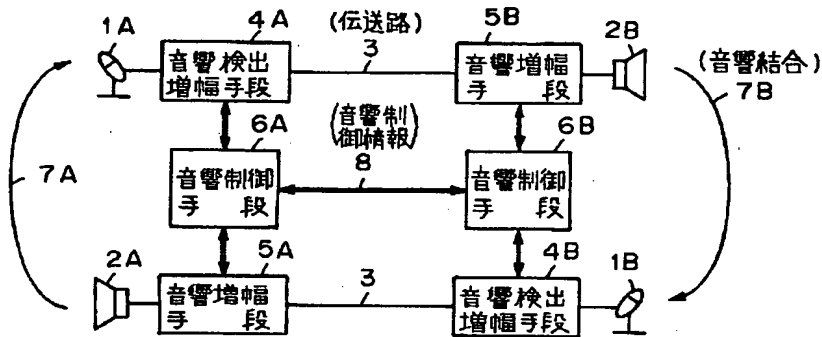 1A
4A
音響検出
増幅手段
(伝送路)
3
5B
音響増幅
手 段
2B
(音響結合)
7B
7A
6A
音響制御
手 段
(音響制
御情報)
8
6B
音響制御
手 段
2A
5A
音響増幅
手 段
3
4B
音響検出
増幅手段
1B